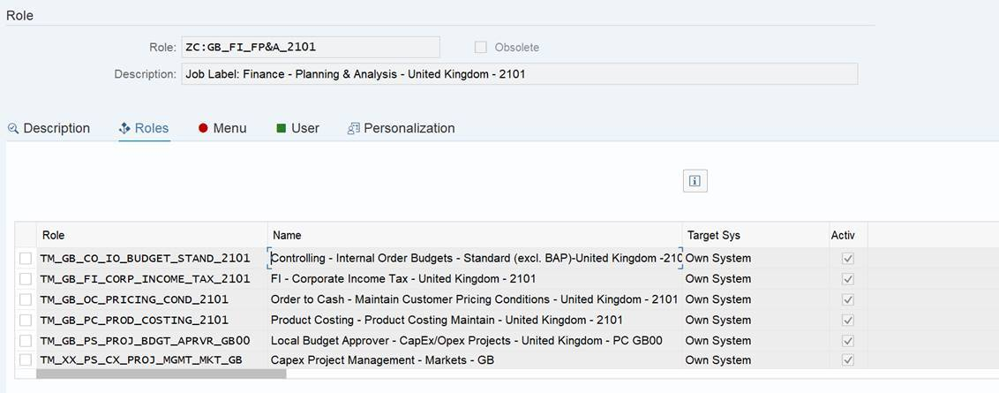 Role
Role: ZC:GB_FI_FP&A_2101 Obsolete
Description: Job Label: Finance - Planning & Analysis - United Kingdom - 2101
Description Roles Menu User Personalization
Role Name Target Sys Activ
TM_GB_CO_IO_BUDGET_STAND_2101 Controlling - Internal Order Budgets - Standard (excl. BAP)-United Kingdom -210 Own System
TM_GB_FI_CORP_INCOME_TAX_2101 FI - Corporate Income Tax - United Kingdom - 2101 Own System
TM_GB_OC_PRICING_COND_2101 Order to Cash - Maintain Customer Pricing Conditions - United Kingdom - 2101 Own System
TM_GB_PC_PROD_COSTING_2101 Product Costing - Product Costing Maintain - United Kingdom - 2101 Own System
TM_GB_PS_PROJ_BDGT_APRVR_GB00 Local Budget Approver - CapEx/Opex Projects - United Kingdom - PC GB00 Own System
TM_XX_PS_CX_PROJ_MGMT_MKT_GB Capex Project Management - Markets - GB Own System